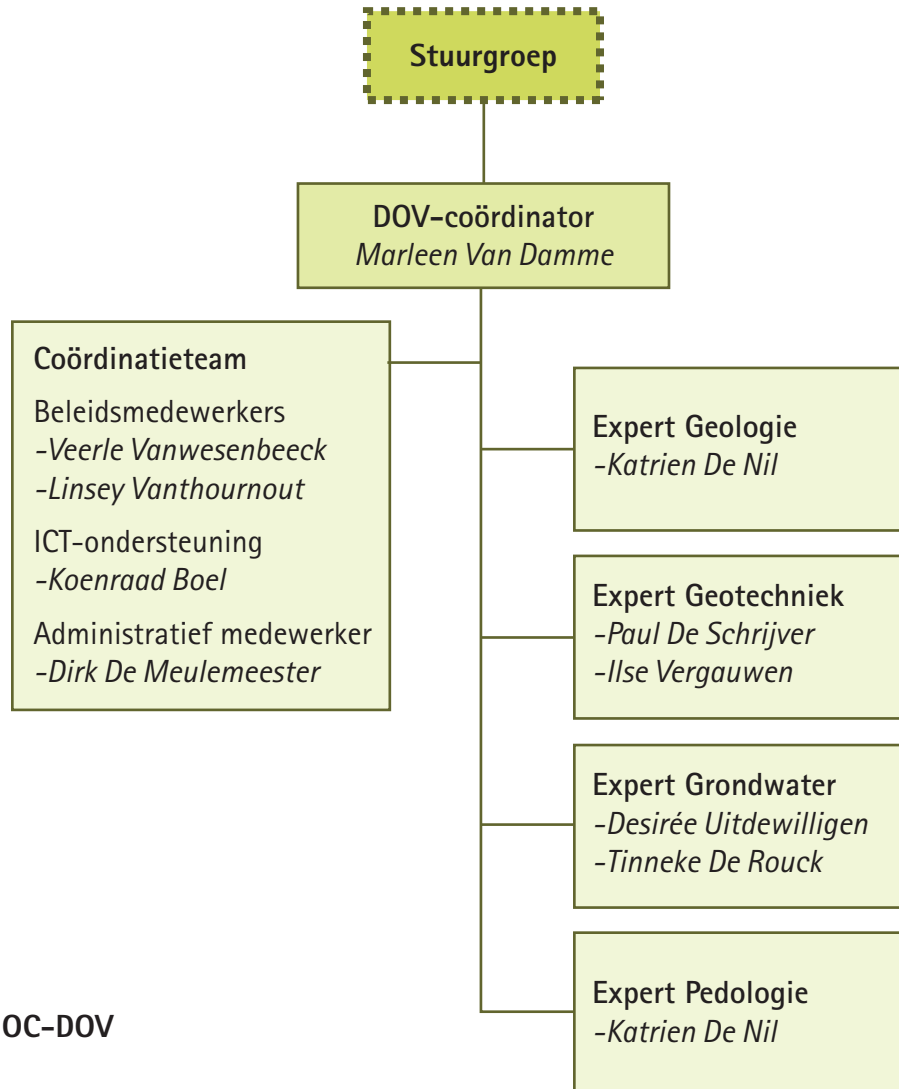 Stuurgroep
DOV-coördinator
Marleen Van Damme
Coördinatieteam
Beleidsmedewerkers
-Veerle Vanwesenbeeck
-Linsey Vanthournout
ICT-ondersteuning
-Koenraad Boel
Administratief medewerker
-Dirk De Meulemeester
Expert Geologie
-Katrien De Nil
Expert Geotechniek
-Paul De Schrijver
-Ilse Vergauwen
Expert Grondwater
-Desirée Uitdewilligen
-Tinneke De Rouck
Expert Pedologie
-Katrien De Nil
OC-DOV